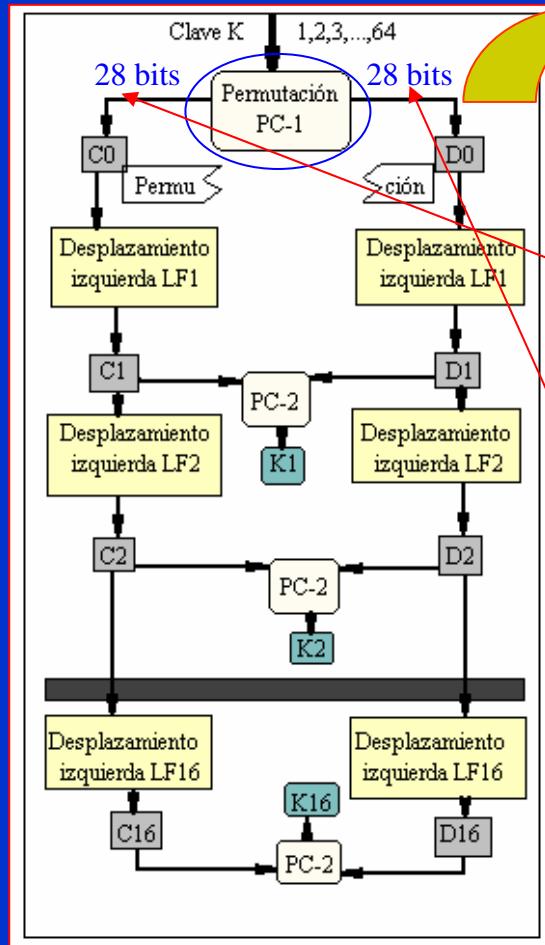 Clave K 1,2,3,...,64
28 bits 28 bits
Permutación
PC-1
C0 D0
Permu ción
Desplazamiento Desplazamiento
izquierda LF1 izquierda LF1
C1 D1
PC-2
Desplazamiento Desplazamiento
izquierda LF2 izquierda LF2
K1
C2 D2
PC-2
K2
Desplazamiento Desplazamiento
izquierda LF16 izquierda LF16
K16
C16 D16
PC-2